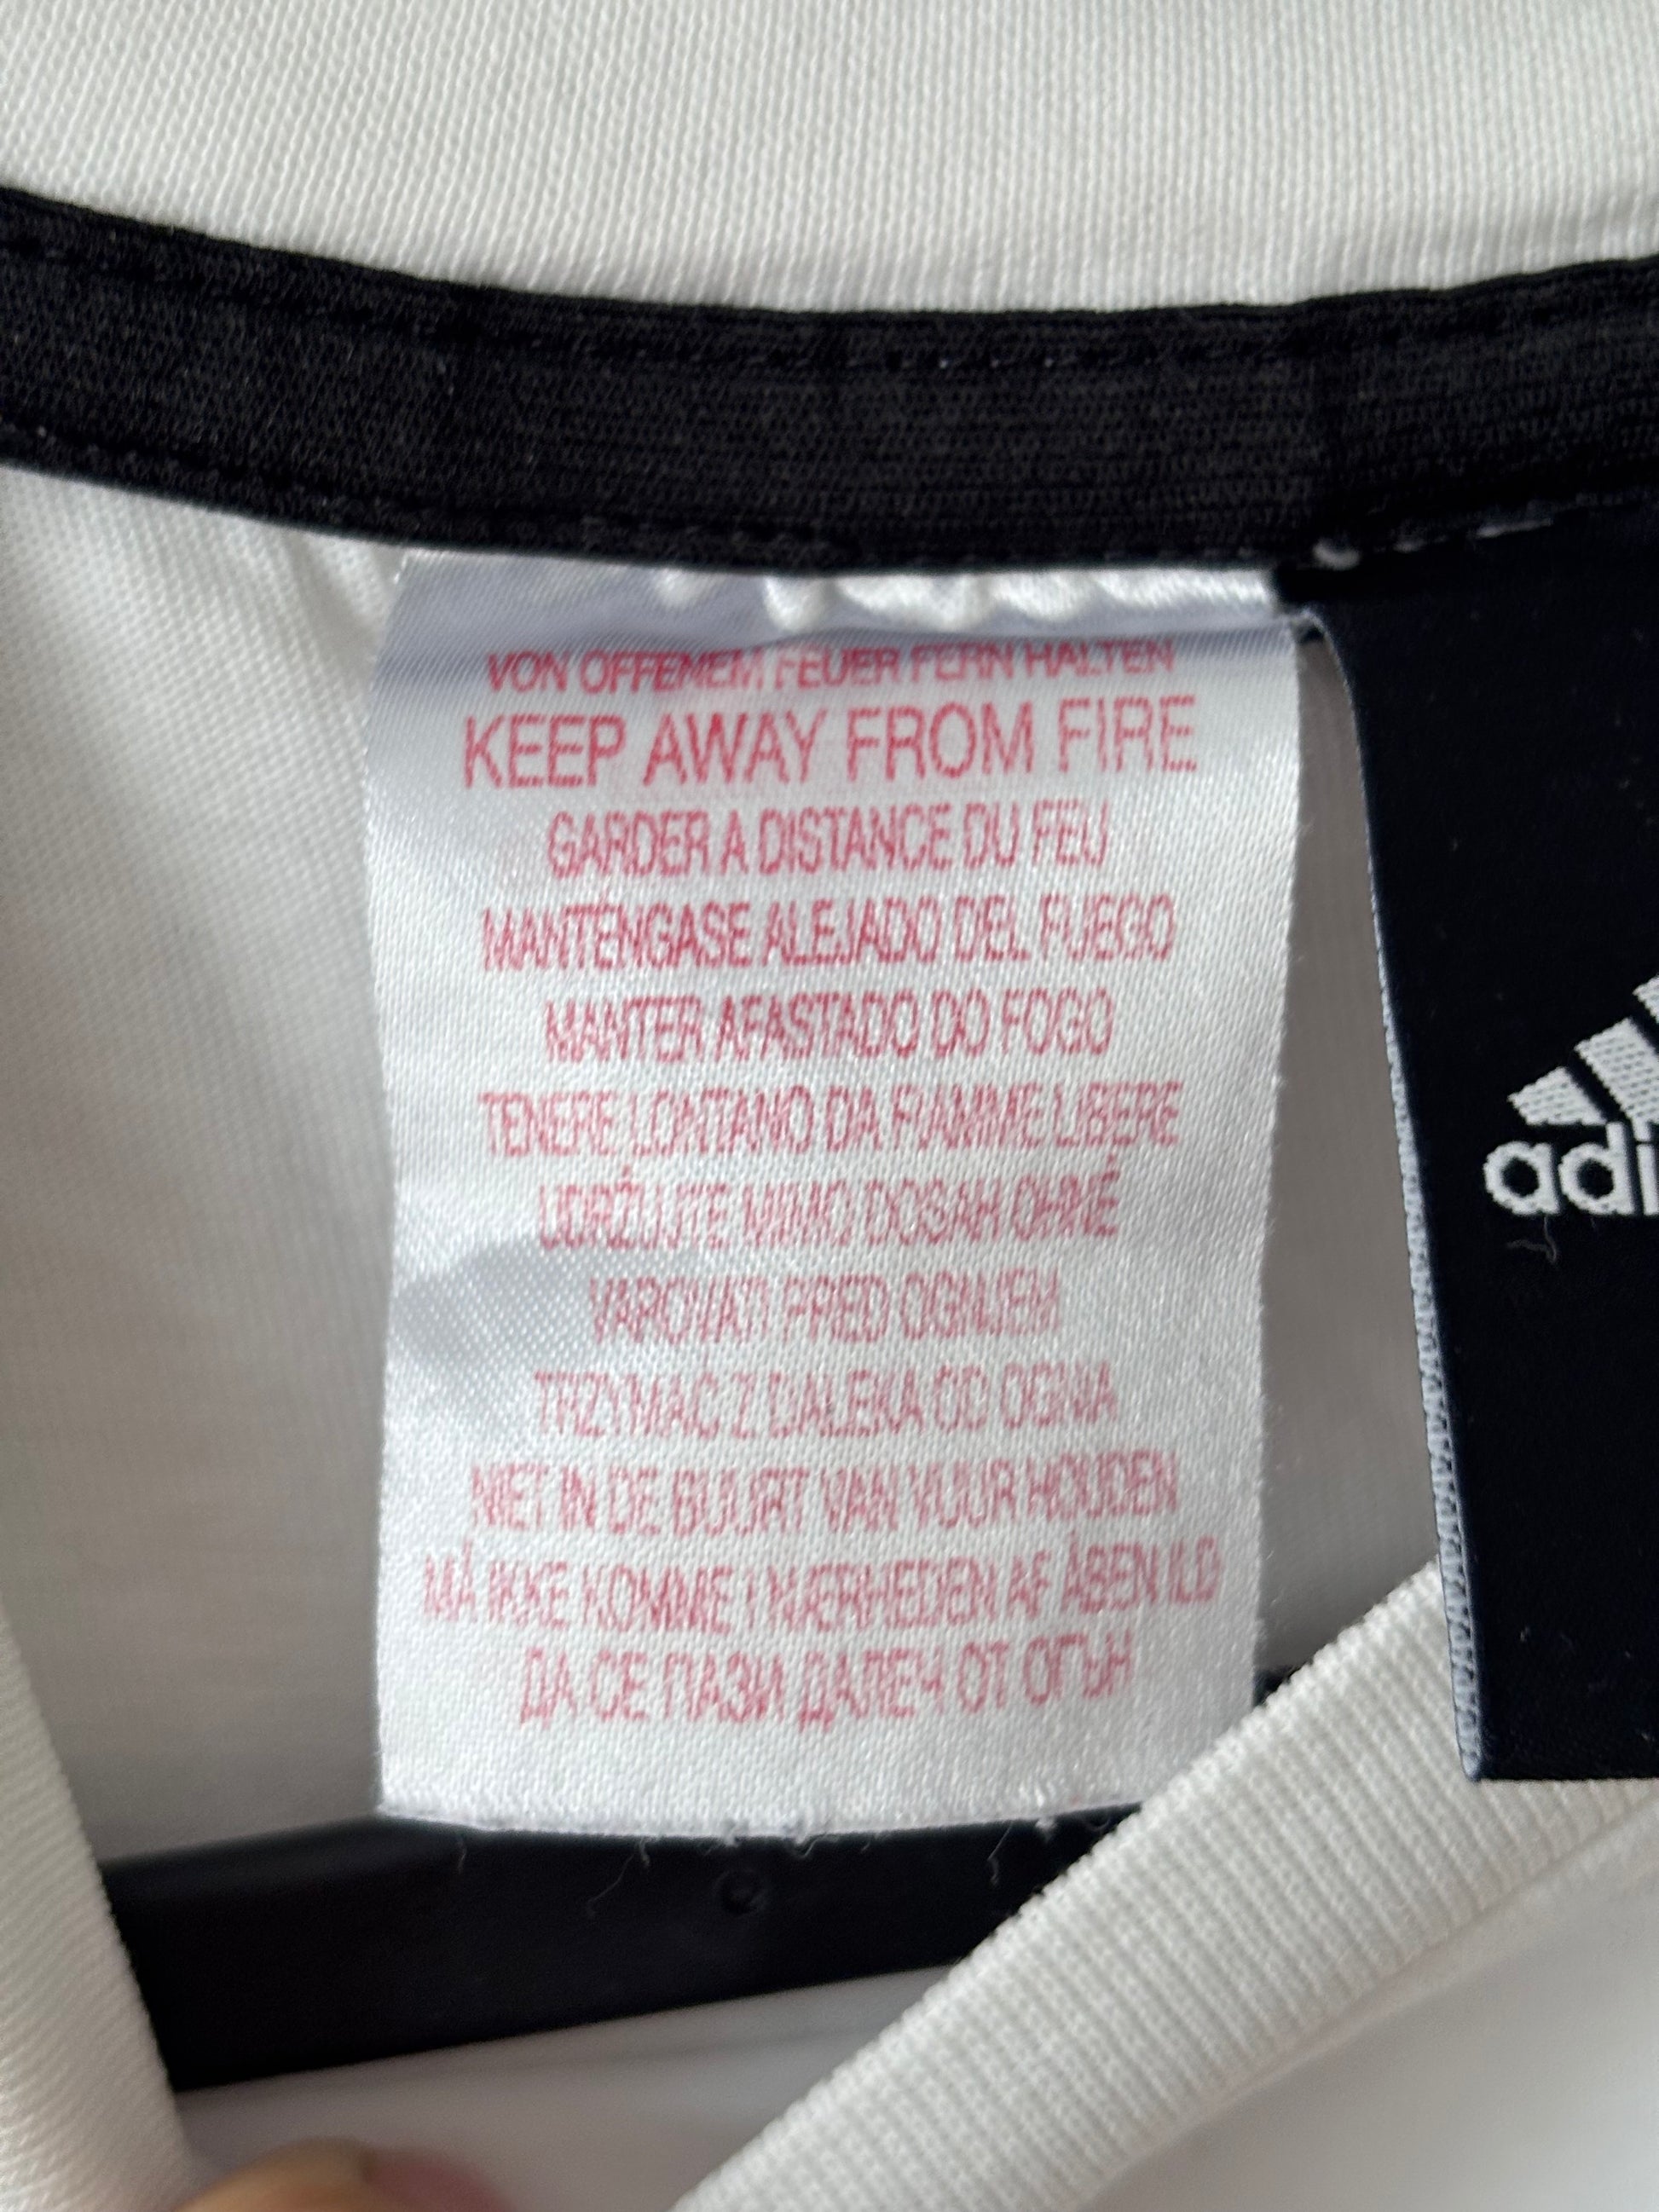 VON OFFENEM FEUER FERN HALTEN
KEEP AWAY FROM FIRE
GARDER A DISTANCE DU FEU
MANTÉNGASE ALEJADO DEL FUEGO
MANTER AFASTADO DO FOGO
TENERE LONTANO DA FIAMME LIBERE
UDRŽUJTE MIMO DOSAH OHNĚ
VAROVATI PRED OGNJEM
TRZYMAĆ Z DALEKA OD OGNIA
NIET IN DE BUURT VAN VUUR HOUDEN
MÅ IKKE KOMME I NÆRHEDEN AF ÅBEN ILD
ДА СЕ ПАЗИ ДАЛЕЧ ОТ ОГЪН
adi